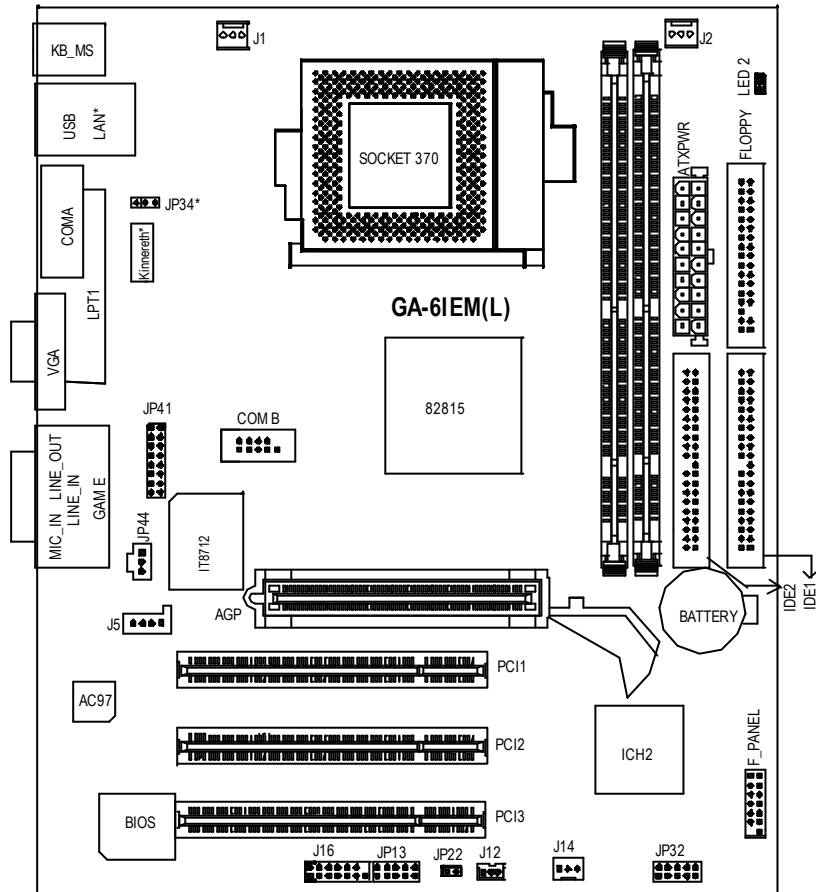 KB_MS
J1
J2
LED 2
USB
LAN*
SOCKET 370
ATXPWR
FLOPPY
COMA
JP34*
Kinnereth*
LPT1
GA-6IEM(L)
VGA
82815
JP41
COM B
MIC_IN LINE_OUT
LINE_IN
GAM E
JP44
IT8712
AGP
J5
BATTERY
IDE2
IDE1
PCI1
AC97
PCI2
ICH2
F_PANEL
BIOS
PCI3
J16
JP13
JP22
J12
J14
JP32